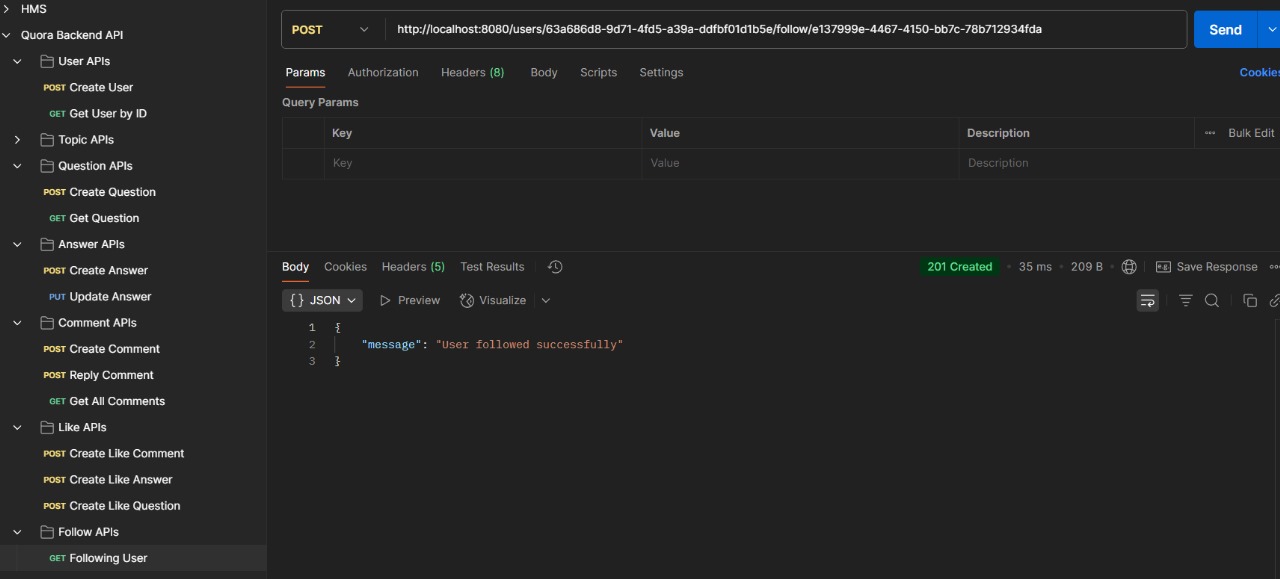 HMS
Quora Backend API
User APIs
POST Create User
GET Get User by ID
Topic APIs
Question APIs
POST Create Question
GET Get Question
Answer APIs
POST Create Answer
PUT Update Answer
Comment APIs
POST Create Comment
POST Reply Comment
GET Get All Comments
Like APIs
POST Create Like Comment
POST Create Like Answer
POST Create Like Question
Follow APIs
GET Following User
POST http://localhost:8080/users/63a686d8-9d71-4fd5-a39a-ddfbf01d1b5e/follow/e137999e-4467-4150-bb7c-78b712934fda Send
Params Authorization Headers (8) Body Scripts Settings Cookies
Query Params
Key Value Description ••• Bulk Edit
Key Value Description
Body Cookies Headers (5) Test Results 201 Created • 35 ms • 209 B • e.g. Save Response •••
{} JSON Preview Visualize
1 {
2 "message": "User followed successfully"
3 }